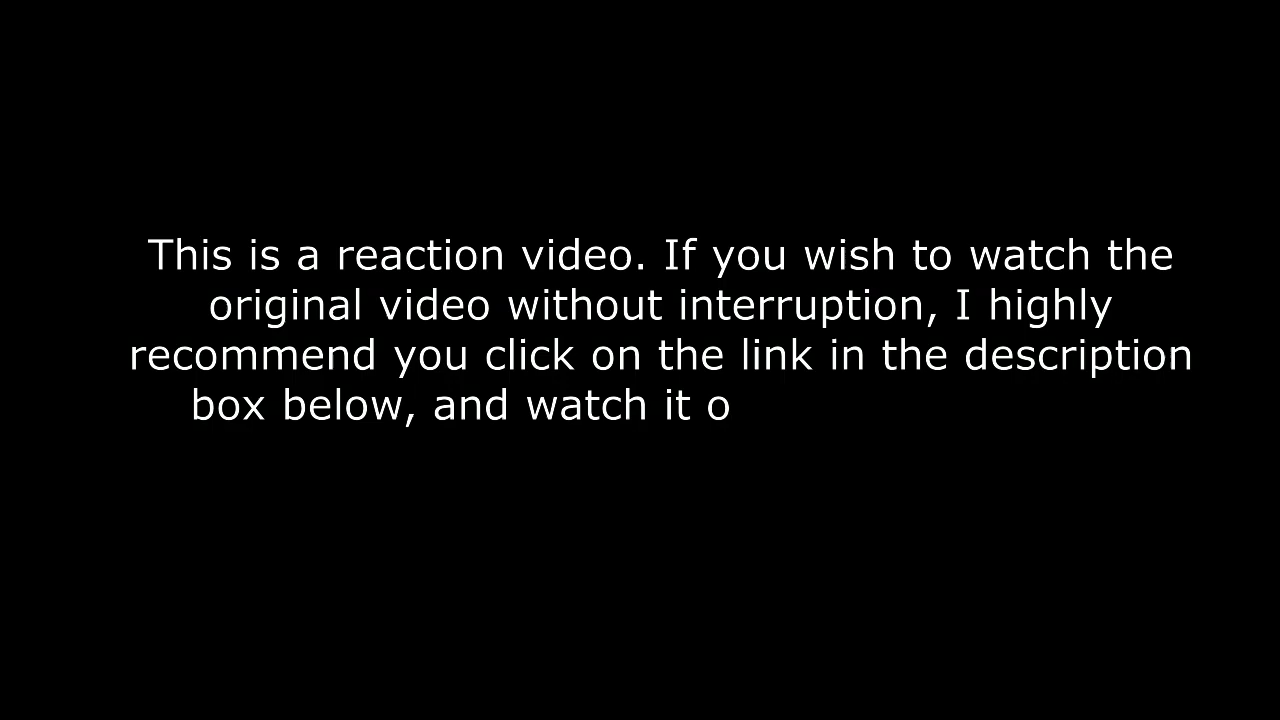 This is a reaction video. If you wish to watch the
original video without interruption, I highly
recommend you click on the link in the description
box below, and watch it o